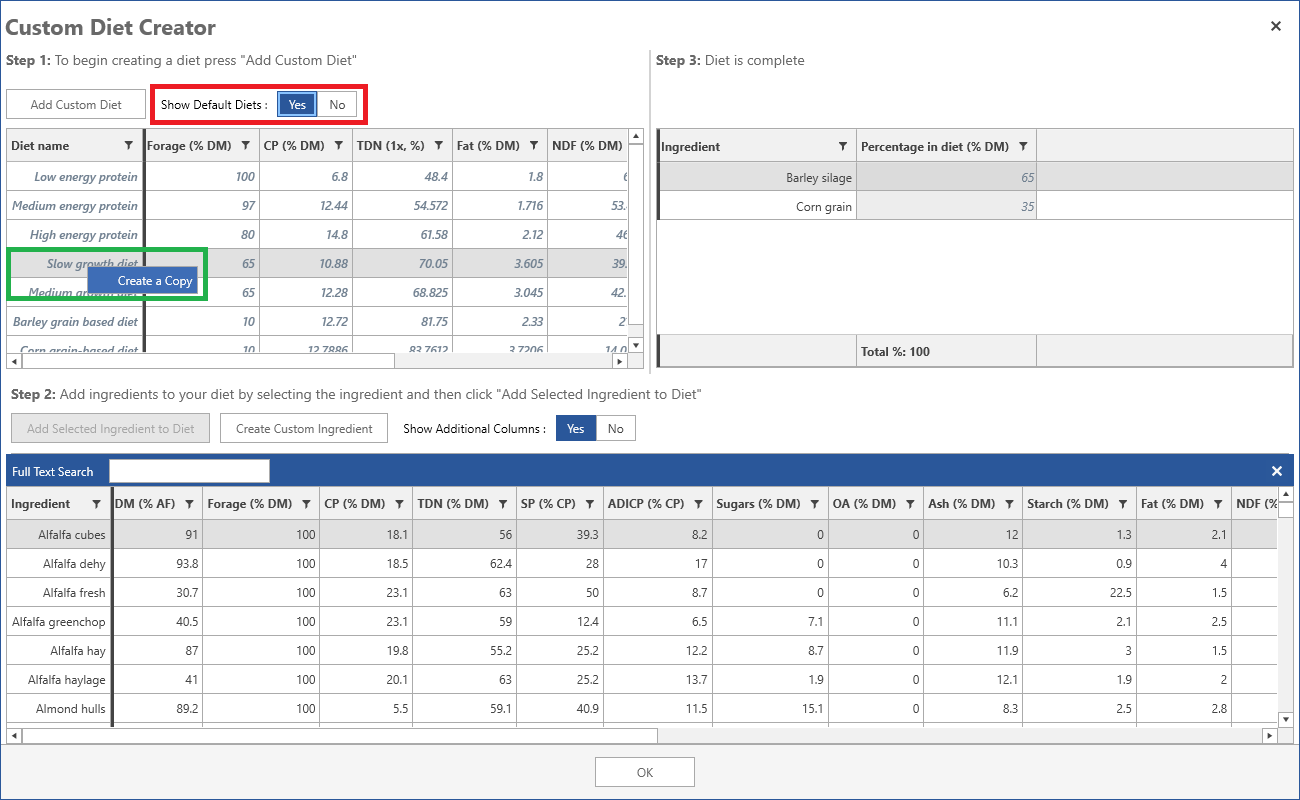 Custom Diet Creator
Step 1: To begin creating a diet press "Add Custom Diet"
Add Custom Diet Show Default Diets : Yes No
Diet name Forage (% DM) CP (% DM) TDN (1x, %) Fat (% DM) NDF (% DM)
Low energy protein 100 6.8 48.4 1.8
Medium energy protein 97 12.44 54.572 1.716 53.
High energy protein 80 14.8 61.58 2.12 46
Slow growth diet 65 10.88 70.05 3.605 39.
Create a Copy
Medium growth diet 65 12.28 68.825 3.045 42.
Barley grain based diet 10 12.72 81.75 2.33
Corn grain-based diet 10 12.7886 83.7612 3.7206 14.0
Step 3: Diet is complete
Ingredient Percentage in diet (% DM)
Barley silage 65
Corn grain 35
Total %: 100
Step 2: Add ingredients to your diet by selecting the ingredient and then click "Add Selected Ingredient to Diet"
Add Selected Ingredient to Diet Create Custom Ingredient Show Additional Columns : Yes No
Full Text Search
Ingredient DM (% AF) Forage (% DM) CP (% DM) TDN (% DM) SP (% CP) ADICP (% CP) Sugars (% DM) OA (% DM) Ash (% DM) Starch (% DM) Fat (% DM) NDF (%
Alfalfa cubes 91 100 18.1 56 39.3 8.2 0 0 12 1.3 2.1
Alfalfa dehy 93.8 100 18.5 62.4 28 17 0 0 10.3 0.9 4
Alfalfa fresh 30.7 100 23.1 63 50 8.7 0 0 6.2 22.5 1.5
Alfalfa greenchop 40.5 100 23.1 59 12.4 6.5 7.1 0 11.1 2.1 2.5
Alfalfa hay 87 100 19.8 55.2 25.2 12.2 8.7 0 11.9 3 1.5
Alfalfa haylage 41 100 20.1 63 25.2 13.7 1.9 0 12.1 1.9 2
Almond hulls 89.2 100 5.5 59.1 40.9 11.5 15.1 0 8.3 2.5 2.8
OK